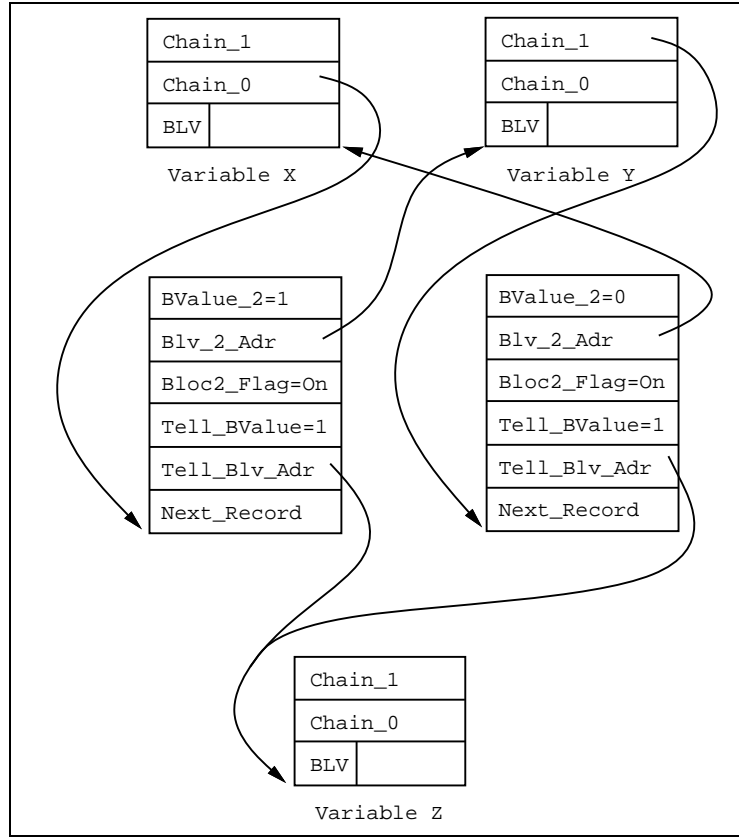 Chain_1
Chain_0
BLV
Variable X
Chain_1
Chain_0
BLV
Variable Y
BValue_2=1
Blv_2_Adr
Bloc2_Flag=On
Tell_BValue=1
Tell_Blv_Adr
Next_Record
BValue_2=0
Blv_2_Adr
Bloc2_Flag=On
Tell_BValue=1
Tell_Blv_Adr
Next_Record
Chain_1
Chain_0
BLV
Variable Z